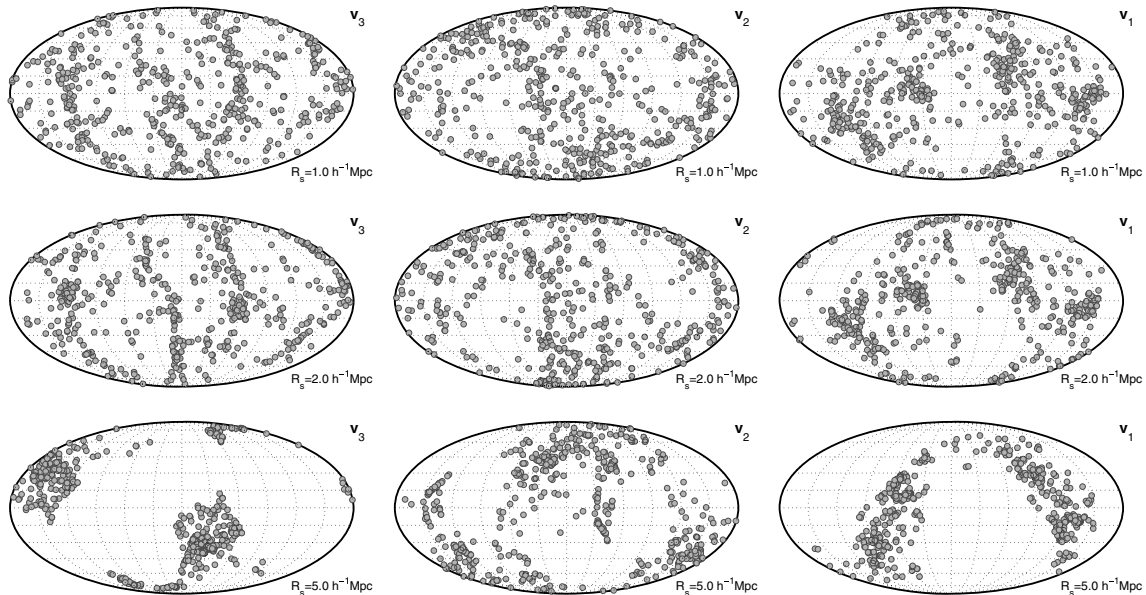 v₃ v₂ v₁
Rₛ=1.0 h⁻¹Mpc Rₛ=1.0 h⁻¹Mpc Rₛ=1.0 h⁻¹Mpc
v₃ v₂ v₁
Rₛ=2.0 h⁻¹Mpc Rₛ=2.0 h⁻¹Mpc Rₛ=2.0 h⁻¹Mpc
v₃ v₂ v₁
Rₛ=5.0 h⁻¹Mpc Rₛ=5.0 h⁻¹Mpc Rₛ=5.0 h⁻¹Mpc